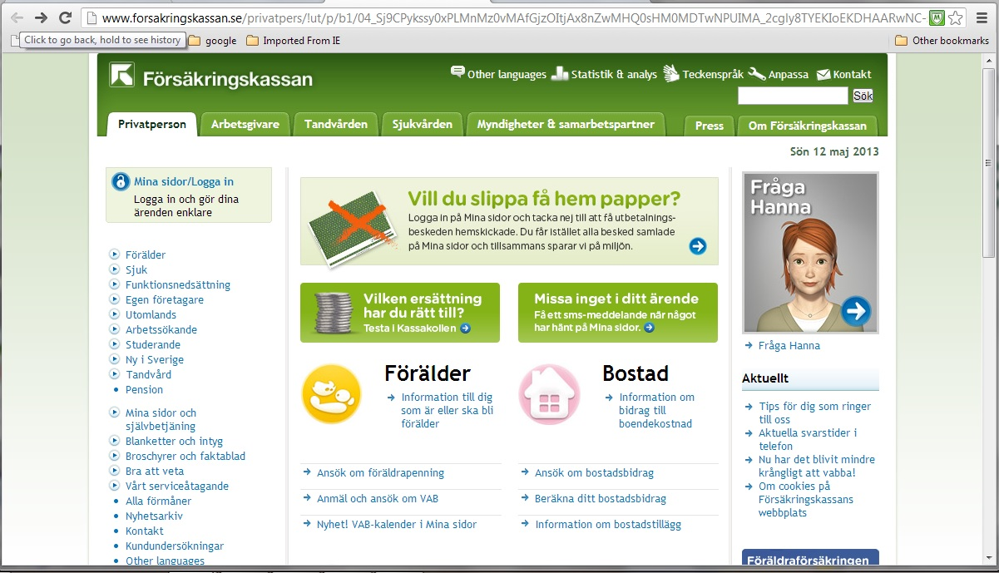 www.forsakringskassan.se/privatpers/!ut/p/b1/04_Sj9CPykssy0xPLMnMz0vMAfGjzOItjAx8nZwMHQ0sHM0MDTwNPUIMA_2cgly8TYEKIoEKDHAARwNC-
Click to go back, hold to see history
google
Imported From IE
Other bookmarks
Försäkringskassan
Other languages
Statistik & analys
Teckenspråk
Anpassa
Kontakt
Sök
Privatperson
Arbetsgivare
Tandvården
Sjukvården
Myndigheter & samarbetspartner
Press
Om Försäkringskassan
Sön 12 maj 2013
Mina sidor/Logga in
Logga in och gör dina
ärenden enklare
Förälder
Sjuk
Funktionsnedsättning
Egen företagare
Utomlands
Arbetssökande
Studerande
Ny i Sverige
Tandvård
Pension
Mina sidor och
självbetjäning
Blanketter och intyg
Broschyrer och faktablad
Bra att veta
Vårt serviceåtagande
Alla förmåner
Nyhetsarkiv
Kontakt
Kundundersökningar
Other languages
Vill du slippa få hem papper?
Logga in på Mina sidor och tacka nej till att få utbetalnings-
beskeden hemskickade. Du får istället alla besked samlade
på Mina sidor och tillsammans sparar vi på miljön.
Vilken ersättning
har du rätt till?
Testa i Kassakollen
Missa inget i ditt ärende
Få ett sms-meddelande när något
har hänt på Mina sidor.
Förälder
Information till dig
som är eller ska bli
förälder
Bostad
Information om
bidrag till
boendekostnad
Ansök om föräldrapenning
Anmäl och ansök om VAB
Nyhet! VAB-kalender i Mina sidor
Ansök om bostadsbidrag
Beräkna ditt bostadsbidrag
Information om bostadstillägg
Fråga
Hanna
Fråga Hanna
Aktuellt
Tips för dig som ringer
till oss
Aktuella svarstider i
telefon
Nu har det blivit mindre
krångligt att vabba!
Om cookies på
Försäkringskassans
webbplats
Föräldraförsäkringen